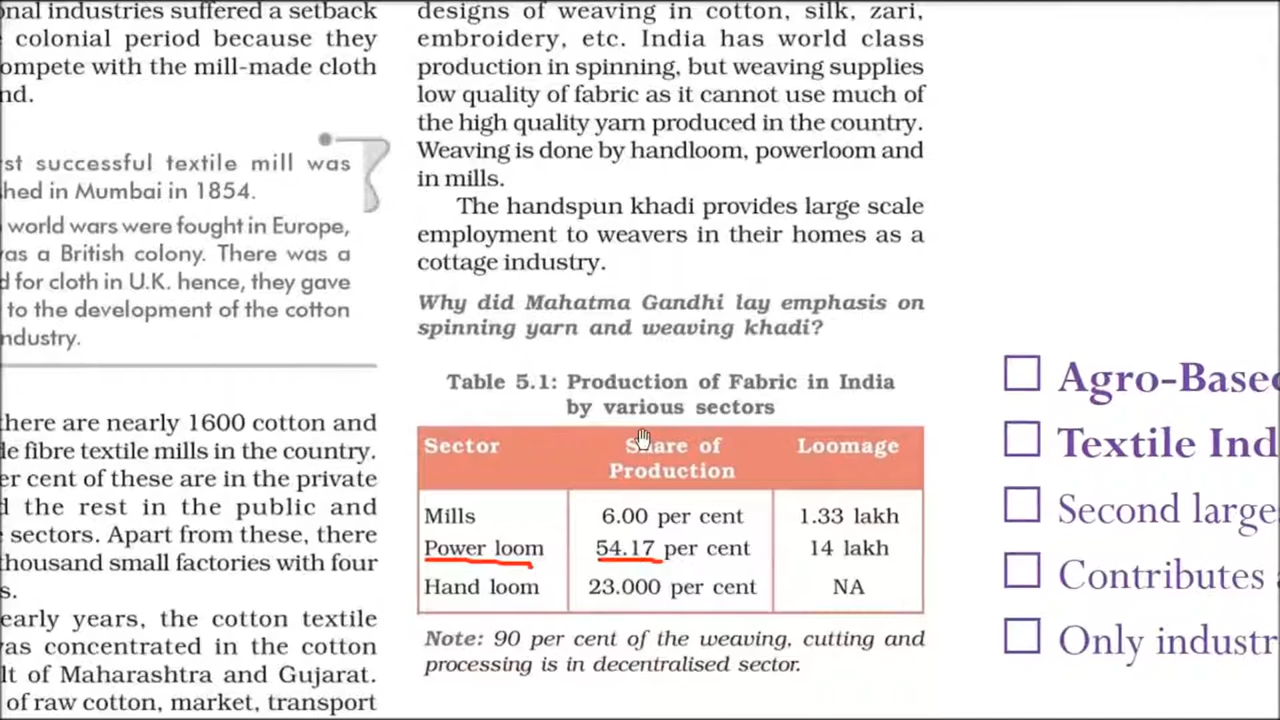 nal industries suffered a setback
colonial period because they
ompete with the mill-made cloth
nd.
st successful textile mill was
hed in Mumbai in 1854.
world wars were fought in Europe,
as a British colony. There was a
d for cloth in U.K. hence, they gave
to the development of the cotton
ndustry.
here are nearly 1600 cotton and
e fibre textile mills in the country.
er cent of these are in the private
d the rest in the public and
sectors. Apart from these, there
thousand small factories with four
s.
early years, the cotton textile
as concentrated in the cotton
lt of Maharashtra and Gujarat.
of raw cotton, market, transport
designs of weaving in cotton, silk, zari,
embroidery, etc. India has world class
production in spinning, but weaving supplies
low quality of fabric as it cannot use much of
the high quality yarn produced in the country.
Weaving is done by handloom, powerloom and
in mills.
The handspun khadi provides large scale
employment to weavers in their homes as a
cottage industry.
Why did Mahatma Gandhi lay emphasis on
spinning yarn and weaving khadi?
Table 5.1: Production of Fabric in India
by various sectors
Sector Share of Production Loomage
Mills 6.00 per cent 1.33 lakh
Power loom 54.17 per cent 14 lakh
Hand loom 23.000 per cent NA
Note: 90 per cent of the weaving, cutting and
processing is in decentralised sector.
Agro-Based
Textile Ind
Second large
Contributes
Only industr